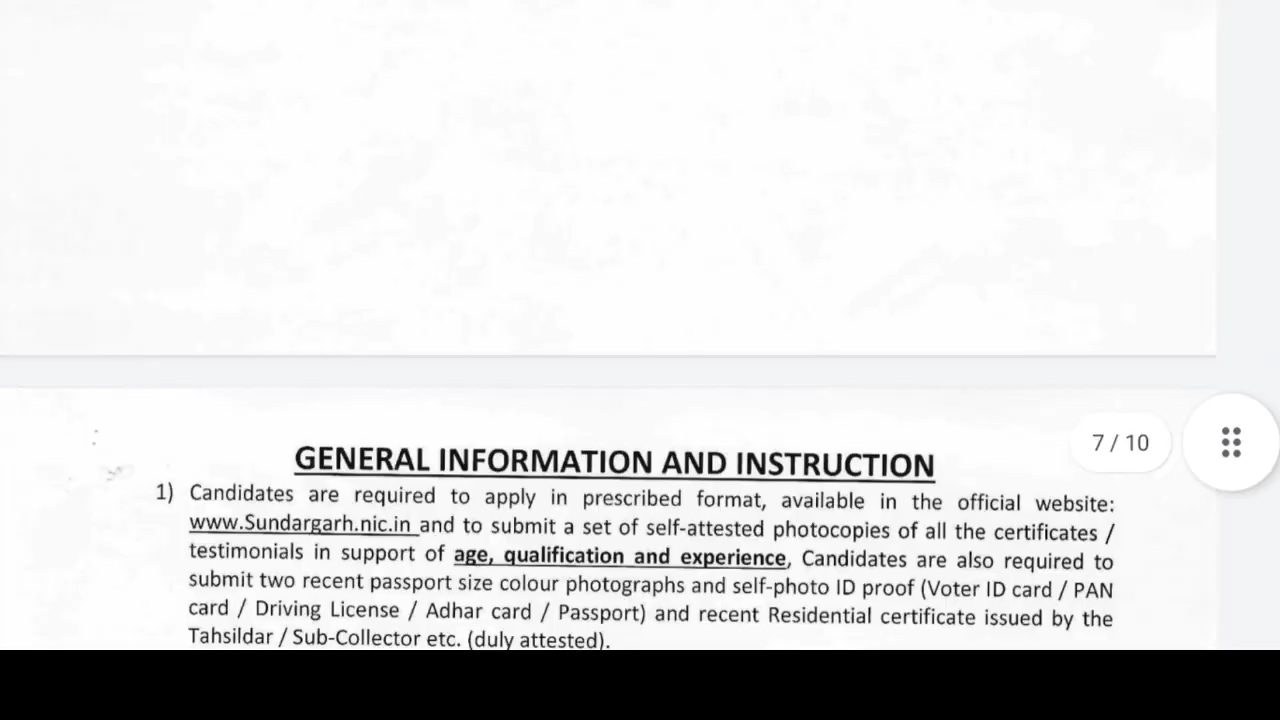 GENERAL INFORMATION AND INSTRUCTION
7 / 10
1) Candidates are required to apply in prescribed format, available in the official website:
www.Sundargarh.nic.in and to submit a set of self-attested photocopies of all the certificates /
testimonials in support of age, qualification and experience, Candidates are also required to
submit two recent passport size colour photographs and self-photo ID proof (Voter ID card / PAN
card / Driving License / Adhar card / Passport) and recent Residential certificate issued by the
Tahsildar / Sub-Collector etc. (duly attested).